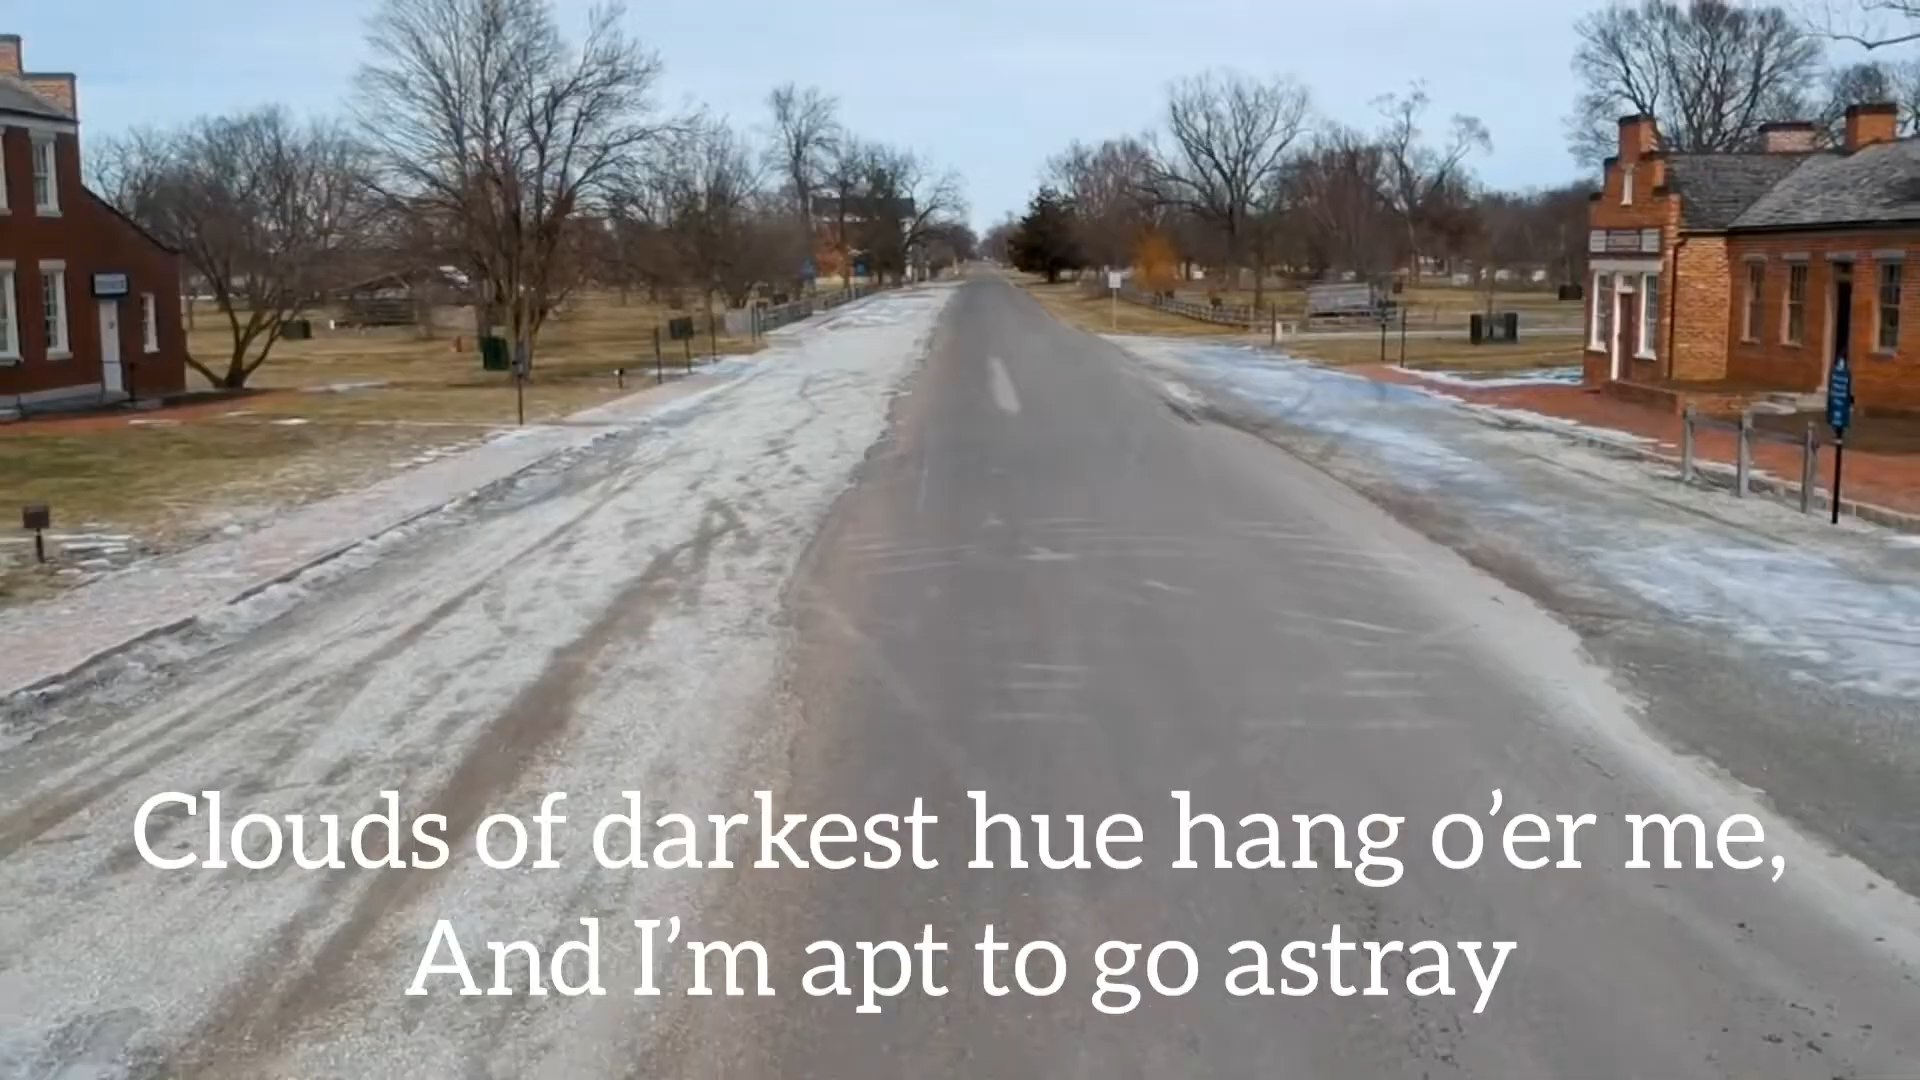 Clouds of darkest hue hang o’er me,
And I’m apt to go astray